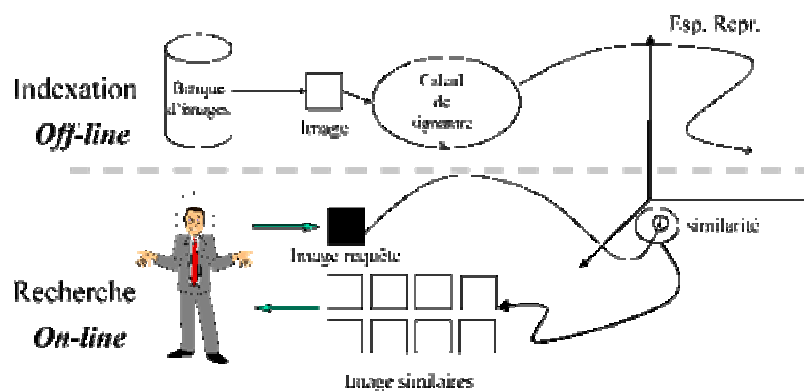 Esp. Repr.
Indexation
Off-line
Banque
d'images
Image
Calcul
de
signature
Image requête
similarité
Recherche
On-line
Image similaires